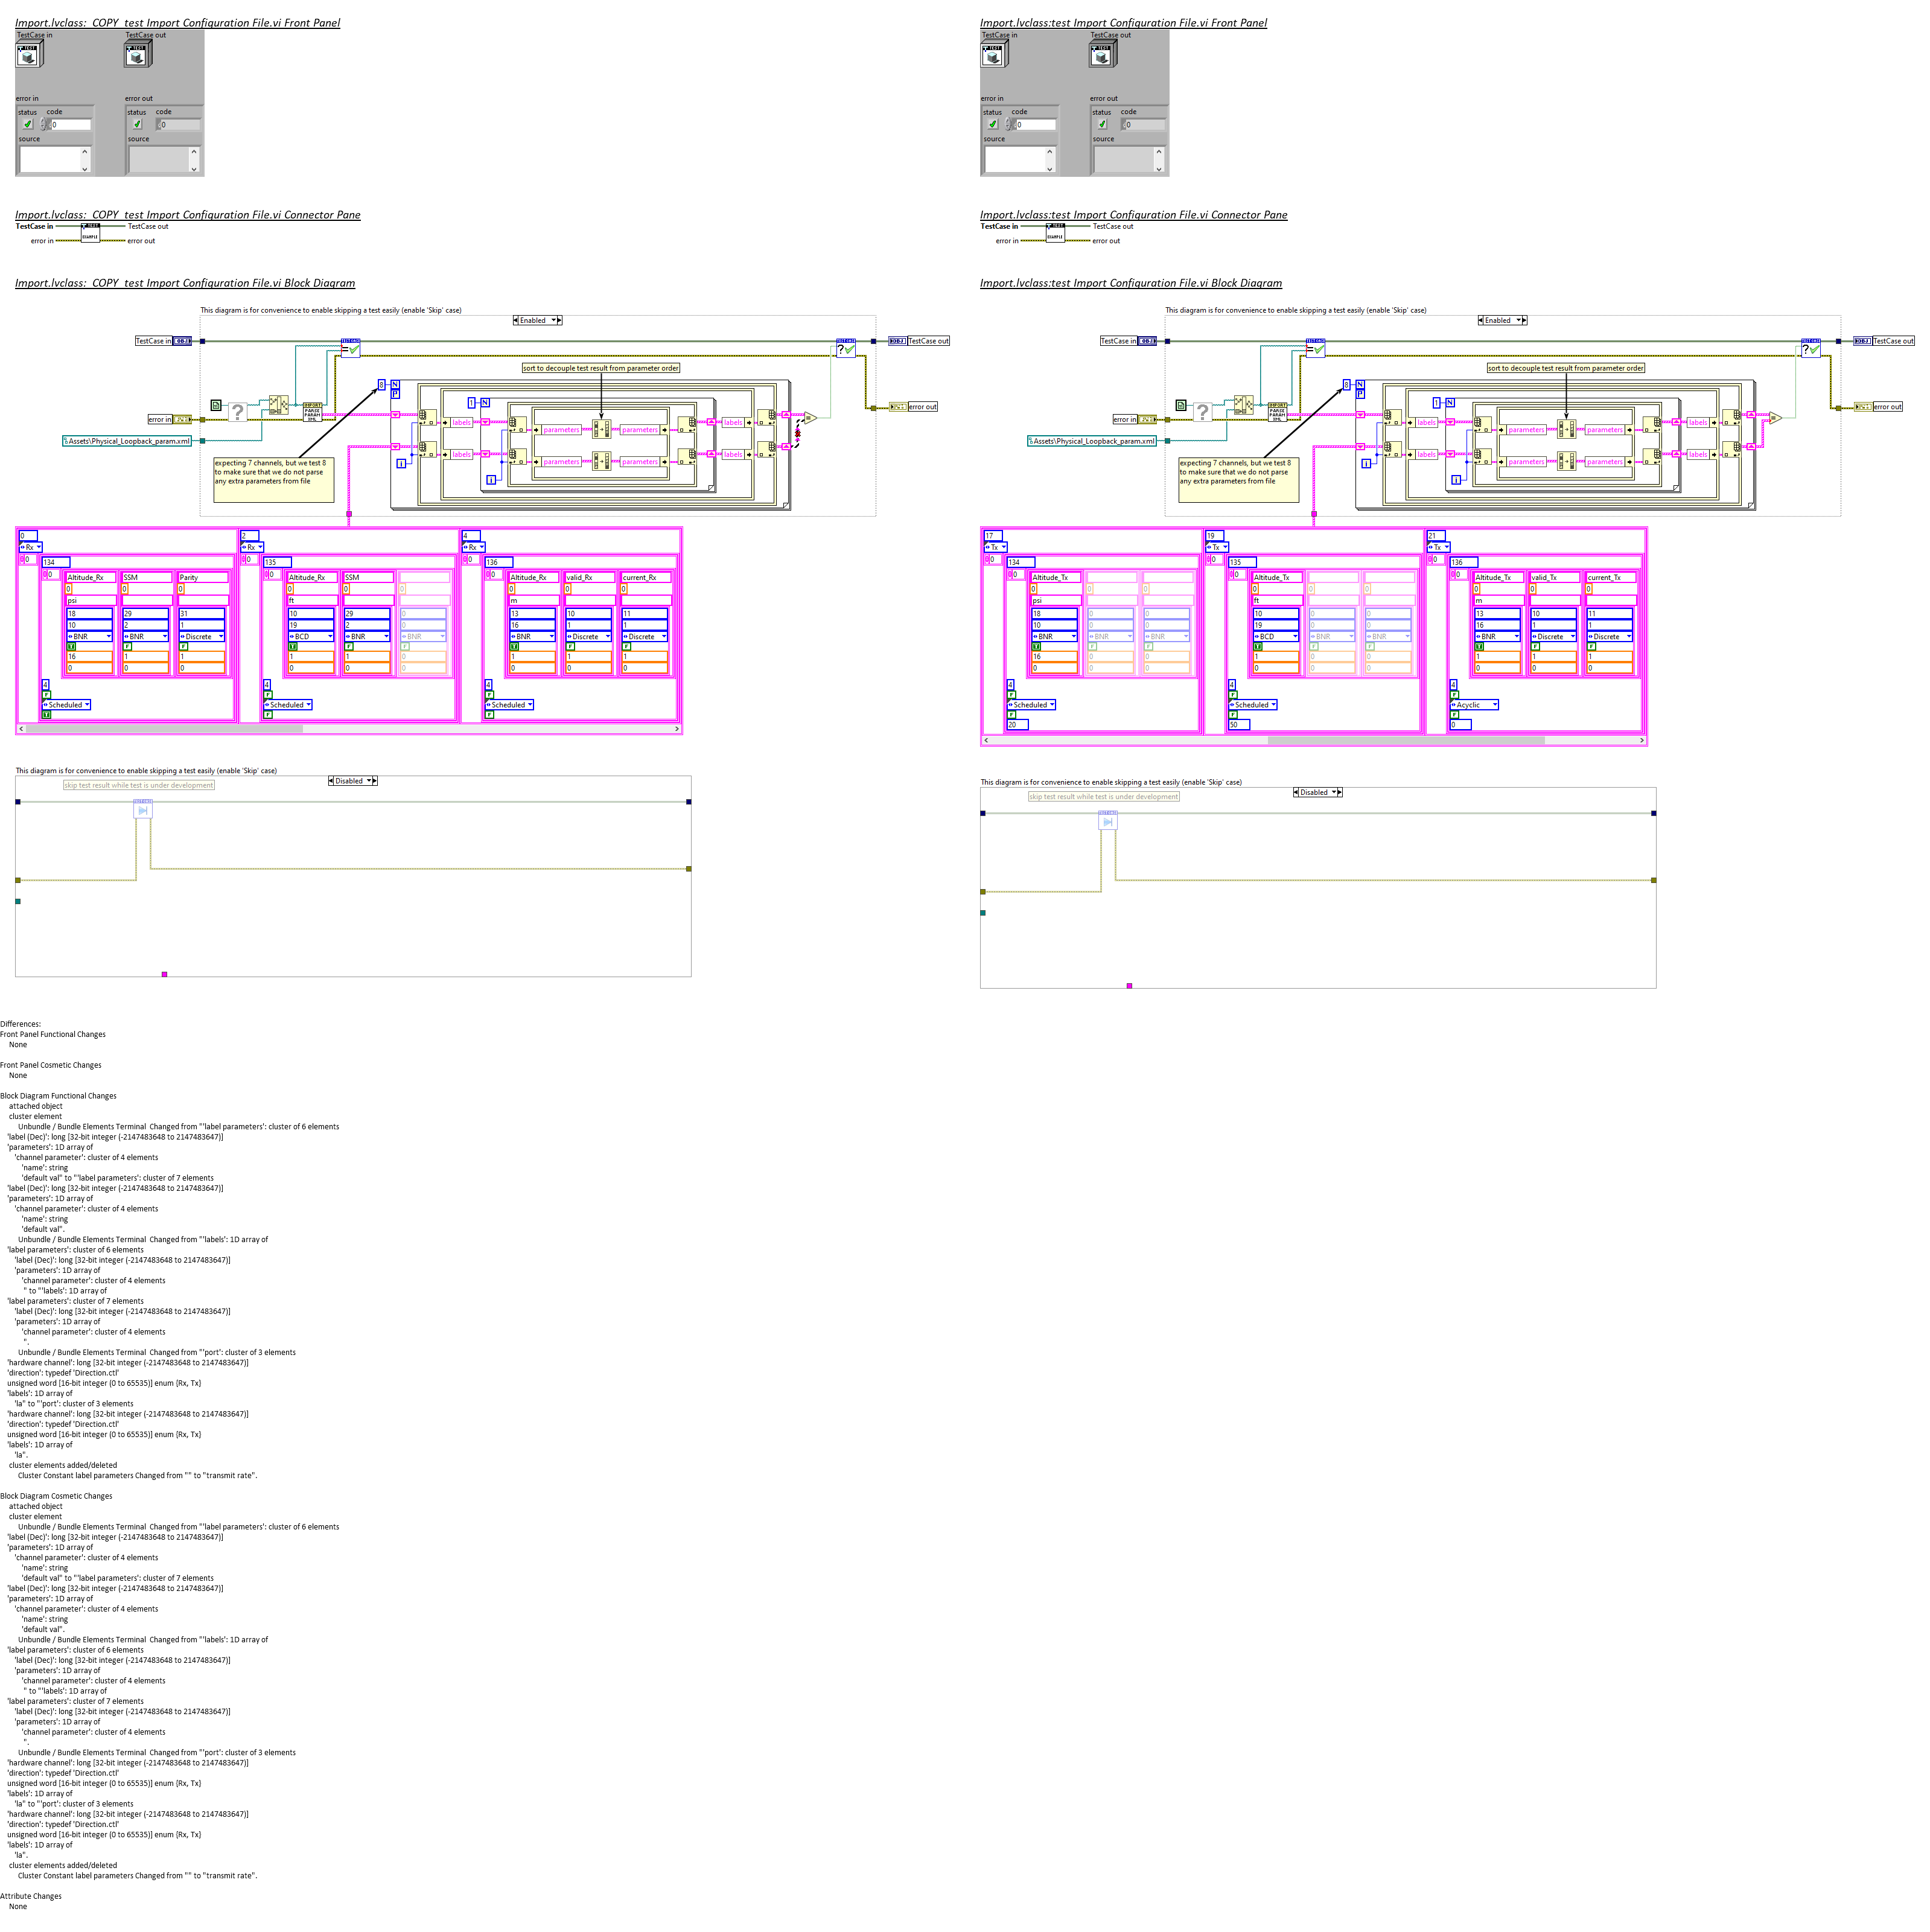 Import.lvclass:_COPY_test Import Configuration File.vi Front Panel
TestCase in
TestCase out
TEST
TEST
error in
error out
status
code
status
code
0
0
source
source
Import.lvclass:_COPY_test Import Configuration File.vi Connector Pane
TestCase in
TEST
TestCase out
error in
EXAMPLE
error out
Import.lvclass:_COPY_test Import Configuration File.vi Block Diagram
This diagram is for convenience to enable skipping a test easily (enable 'Skip' case)
Enabled
TestCase in
OBJ
OBJ
TestCase out
sort to decouple test result from parameter order
8
N
P
1
N
error in
error out
PARSE
PARAM
XML
labels
parameters
parameters
labels
Assets\Physical_Loopback_param.xml
labels
parameters
parameters
labels
i
i
expecting 7 channels, but we test 8
to make sure that we do not parse
any extra parameters from file
0
2
4
Rx
Rx
Rx
0
134
0
135
0
136
0
Altitude_Rx
SSM
Parity
0
Altitude_Rx
SSM
0
Altitude_Rx
valid_Rx
current_Rx
0
0
0
0
0
0
0
0
0
psi
ft
m
18
29
31
10
29
0
13
10
11
10
2
1
19
2
0
16
1
1
BNR
BNR
Discrete
BCD
BNR
BNR
BNR
Discrete
Discrete
T
F
F
T
F
F
T
F
F
16
1
1
1
1
0
1
1
1
0
0
0
0
0
0
0
0
0
4
4
4
F
F
F
Scheduled
Scheduled
Scheduled
T
F
F
This diagram is for convenience to enable skipping a test easily (enable 'Skip' case)
Disabled
skip test result while test is under development
Import.lvclass:test Import Configuration File.vi Front Panel
TestCase in
TestCase out
TEST
TEST
error in
error out
status
code
status
code
0
0
source
source
Import.lvclass:test Import Configuration File.vi Connector Pane
TestCase in
TEST
TestCase out
error in
EXAMPLE
error out
Import.lvclass:test Import Configuration File.vi Block Diagram
This diagram is for convenience to enable skipping a test easily (enable 'Skip' case)
Enabled
TestCase in
OBJ
OBJ
TestCase out
sort to decouple test result from parameter order
8
N
P
1
N
error in
error out
PARSE
PARAM
XML
labels
parameters
parameters
labels
Assets\Physical_Loopback_param.xml
labels
parameters
parameters
labels
i
i
expecting 7 channels, but we test 8
to make sure that we do not parse
any extra parameters from file
17
19
21
Tx
Tx
Tx
0
134
0
135
0
136
0
Altitude_Tx
0
Altitude_Tx
0
Altitude_Tx
valid_Tx
current_Tx
0
0
0
0
0
0
0
0
0
psi
ft
m
18
0
0
10
0
0
13
10
11
10
0
0
19
0
0
16
1
1
BNR
BNR
BNR
BCD
BNR
BNR
BNR
Discrete
Discrete
T
F
F
T
F
F
T
F
F
16
0
0
1
0
0
1
1
1
0
0
0
0
0
0
0
0
0
4
4
4
F
F
F
Scheduled
Scheduled
Acyclic
F
F
F
20
50
0
This diagram is for convenience to enable skipping a test easily (enable 'Skip' case)
Disabled
skip test result while test is under development
Differences:
Front Panel Functional Changes
None
Front Panel Cosmetic Changes
None
Block Diagram Functional Changes
attached object
cluster element
Unbundle / Bundle Elements Terminal  Changed from "'label parameters': cluster of 6 elements
'label (Dec)': long [32-bit integer (-2147483648 to 2147483647)]
'parameters': 1D array of
'channel parameter': cluster of 4 elements
'name': string
'default val" to "'label parameters': cluster of 7 elements
'label (Dec)': long [32-bit integer (-2147483648 to 2147483647)]
'parameters': 1D array of
'channel parameter': cluster of 4 elements
'name': string
'default val".
Unbundle / Bundle Elements Terminal  Changed from "'labels': 1D array of
'label parameters': cluster of 6 elements
'label (Dec)': long [32-bit integer (-2147483648 to 2147483647)]
'parameters': 1D array of
'channel parameter': cluster of 4 elements
" to "'labels': 1D array of
'label parameters': cluster of 7 elements
'label (Dec)': long [32-bit integer (-2147483648 to 2147483647)]
'parameters': 1D array of
'channel parameter': cluster of 4 elements
".
Unbundle / Bundle Elements Terminal  Changed from "'port': cluster of 3 elements
'hardware channel': long [32-bit integer (-2147483648 to 2147483647)]
'direction': typedef 'Direction.ctl'
unsigned word [16-bit integer (0 to 65535)] enum {Rx, Tx}
'labels': 1D array of
'la" to "'port': cluster of 3 elements
'hardware channel': long [32-bit integer (-2147483648 to 2147483647)]
'direction': typedef 'Direction.ctl'
unsigned word [16-bit integer (0 to 65535)] enum {Rx, Tx}
'labels': 1D array of
'la".
cluster elements added/deleted
Cluster Constant label parameters Changed from "" to "transmit rate".
Block Diagram Cosmetic Changes
attached object
cluster element
Unbundle / Bundle Elements Terminal  Changed from "'label parameters': cluster of 6 elements
'label (Dec)': long [32-bit integer (-2147483648 to 2147483647)]
'parameters': 1D array of
'channel parameter': cluster of 4 elements
'name': string
'default val" to "'label parameters': cluster of 7 elements
'label (Dec)': long [32-bit integer (-2147483648 to 2147483647)]
'parameters': 1D array of
'channel parameter': cluster of 4 elements
'name': string
'default val".
Unbundle / Bundle Elements Terminal  Changed from "'labels': 1D array of
'label parameters': cluster of 6 elements
'label (Dec)': long [32-bit integer (-2147483648 to 2147483647)]
'parameters': 1D array of
'channel parameter': cluster of 4 elements
" to "'labels': 1D array of
'label parameters': cluster of 7 elements
'label (Dec)': long [32-bit integer (-2147483648 to 2147483647)]
'parameters': 1D array of
'channel parameter': cluster of 4 elements
".
Unbundle / Bundle Elements Terminal  Changed from "'port': cluster of 3 elements
'hardware channel': long [32-bit integer (-2147483648 to 2147483647)]
'direction': typedef 'Direction.ctl'
unsigned word [16-bit integer (0 to 65535)] enum {Rx, Tx}
'labels': 1D array of
'la" to "'port': cluster of 3 elements
'hardware channel': long [32-bit integer (-2147483648 to 2147483647)]
'direction': typedef 'Direction.ctl'
unsigned word [16-bit integer (0 to 65535)] enum {Rx, Tx}
'labels': 1D array of
'la".
cluster elements added/deleted
Cluster Constant label parameters Changed from "" to "transmit rate".
Attribute Changes
None